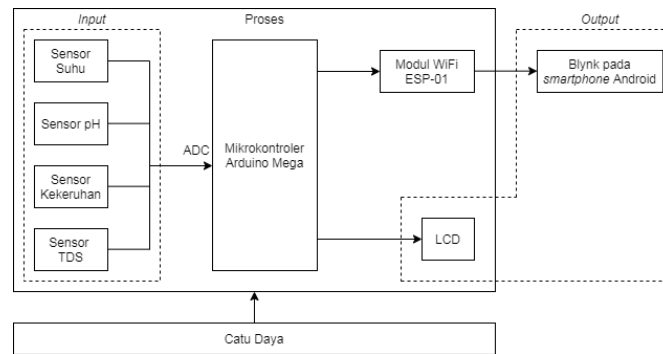 Input
Proses
Output
Sensor
Suhu
Sensor pH
Sensor
Kekeruhan
Sensor
TDS
ADC
Mikrokontroler
Arduino Mega
Modul WiFi
ESP-01
LCD
Blynk pada
smartphone Android
Catu Daya